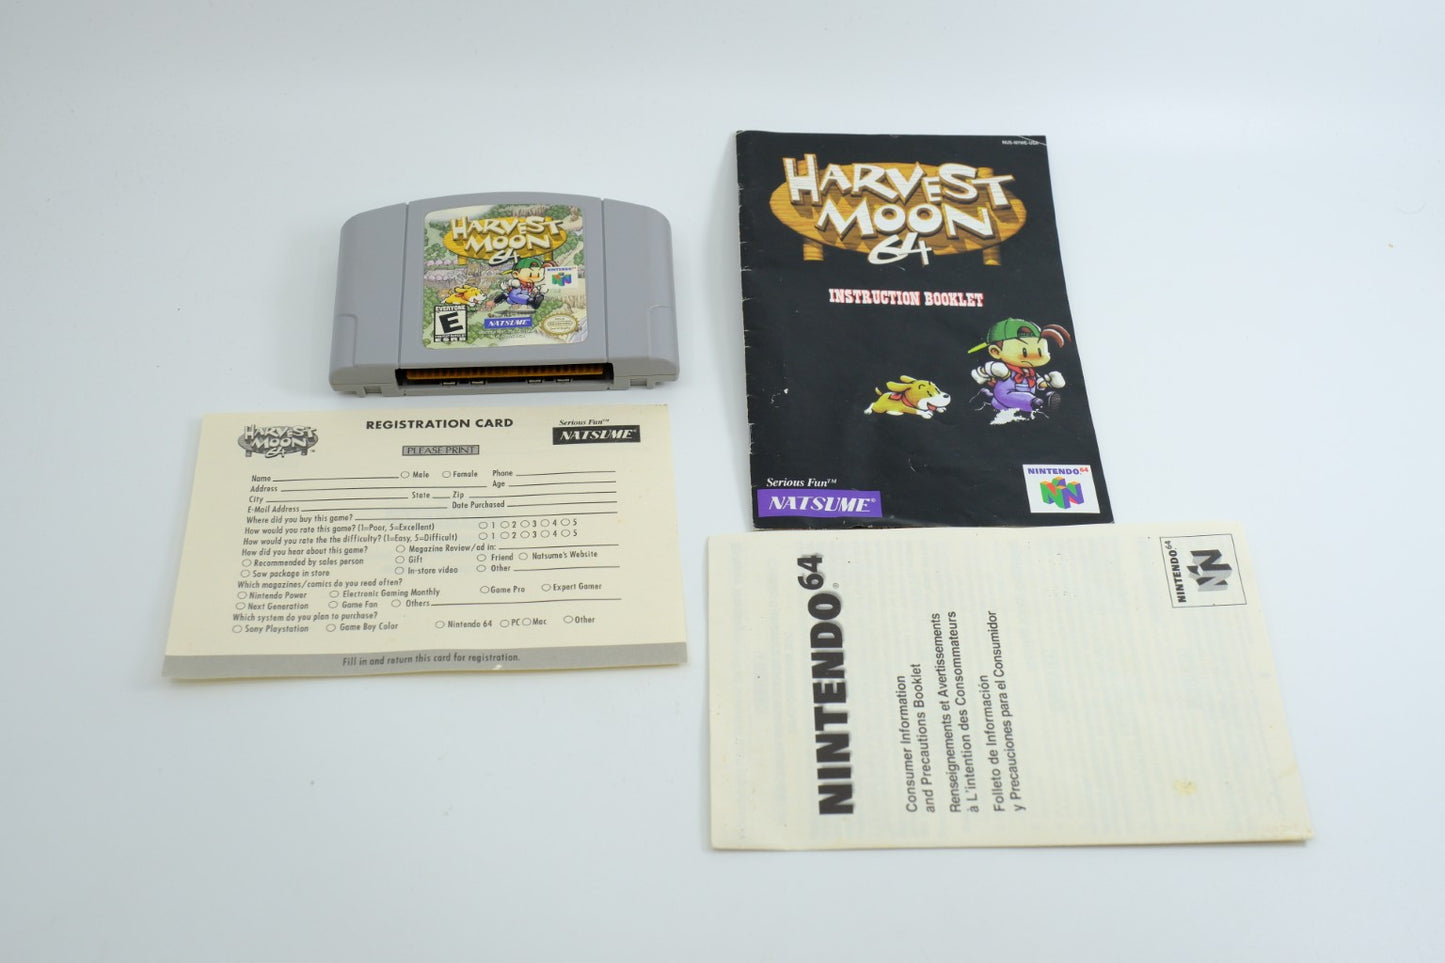 HARVEST
MOON
64
NINTENDO64
EVERYONE
E
ESRB
NATSUME
HARVEST
MOON
64
REGISTRATION CARD
Serious Fun™
NATSUME®
PLEASE PRINT
Name Male Female Phone
Address Age
City State Zip
E-Mail Address Date Purchased
Where did you buy this game?
How would you rate this game? (1=Poor, 5=Excellent) 1 2 3 4 5
How would you rate the the difficulty? (1=Easy, 5=Difficult) 1 2 3 4 5
How did you hear about this game? Magazine Review/ad in:
Recommended by sales person Gift Friend Natsume's Website
Saw package in store In-store video Other
Which magazines/comics do you read often?
Nintendo Power Electronic Gaming Monthly Game Pro Expert Gamer
Next Generation Game Fan Others
Which system do you plan to purchase?
Sony Playstation Game Boy Color Nintendo 64 PC Mac Other
Fill in and return this card for registration.
HARVEST
MOON
64
INSTRUCTION BOOKLET
Serious Fun™
NATSUME®
NINTENDO64
NINTENDO64
NINTENDO64
Consumer Information
and Precautions Booklet
Renseignements et Avertissements
à L'intention des Consommateurs
Folleto de Información
y Precauciones para el Consumidor